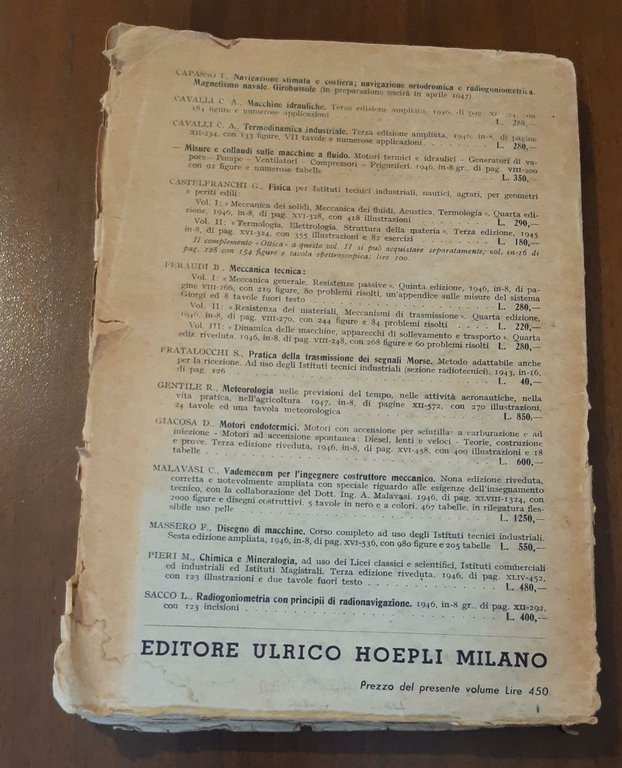 CAPASSO I., Navigazione stimata e costiera; navigazione ortodromica e radiogoniometrica.
Magnetismo navale. Girobussole (in preparazione uscirà in aprile 1947)
CAVALLI C. A., Macchine idrauliche. Terza edizione ampliata, 1946, di pag. con
184 figure e numerose applicazioni L. 280,—
CAVALLI C. A., Termodinamica industriale. Terza edizione ampliata, 1946, in-8, di pagine
XII-234, con 133 figure, VII tavole e numerose applicazioni L. 280,—
— Misure e collaudi sulle macchine a fluido. Motori termici e idraulici - Generatori di va-
pore - Pompe - Ventilatori - Compressori - Frigoriferi. 1946, in-8 gr., di pag. VIII-200
con 92 figure e numerose tabelle L. 350,—
CASTELFRANCHI G., Fisica per Istituti tecnici industriali, nautici, agrari, per geometri
e periti edili:
Vol. I: « Meccanica dei solidi, Meccanica dei fluidi, Acustica, Termologia ». Quarta edi-
zione, 1946, in-8, di pag. XVI-328, con 418 illustrazioni L. 290,—
Vol. II: « Termologia, Elettrologia, Struttura della materia ». Terza edizione, 1945
in-8, di pag. XVI-324, con 355 illustrazioni e 82 esercizi L. 180,—
Il complemento «Ottica» a questo vol. II si può acquistare separatamente; vol. in-16 di
pag. 128 con 154 figure e tavola spettroscopica; lire 100.
FERAUDI B., Meccanica tecnica:
Vol. I: « Meccanica generale, Resistenze passive ». Quinta edizione, 1946, in-8, di pa-
gine VIII-266, con 219 figure, 80 problemi risolti, un'appendice sulle misure del sistema
Giorgi ed 8 tavole fuori testo L. 280,—
Vol. II: « Resistenza dei materiali, Meccanismi di trasmissione ». Quarta edizione,
1946, in-8, di pag. VIII-270, con 244 figure e 84 problemi risolti L. 220,—
Vol. III: « Dinamica delle macchine, apparecchi di sollevamento e trasporto ». Quarta
ediz. riveduta, 1946, in-8, di pag. VIII-248, con 268 figure e 60 problemi risolti L. 280,—
FRATALOCCHI S., Pratica della trasmissione dei segnali Morse. Metodo adattabile anche
per la ricezione. Ad uso degli Istituti tecnici industriali (sezione radiotecnici), 1943, in-16,
di pag. 126 L. 40,—
GENTILE R., Meteorologia nelle previsioni del tempo, nelle attività aeronautiche, nella
vita pratica, nell'agricoltura. 1947, in-8, di pagine XII-572, con 270 illustrazioni,
24 tavole ed una tavola meteorologica L. 850,—
GIACOSA D., Motori endotermici. Motori con accensione per scintilla: a carburazione e ad
iniezione - Motori ad accensione spontanea: Diesel, lenti e veloci - Teorie, costruzione
e prove. Terza edizione riveduta, 1946, in-8, di pag. XVI-458, con 400 illustrazioni e 18
tabelle L. 600,—
MALAVASI C., Vademecum per l'ingegnere costruttore meccanico. Nona edizione riveduta,
corretta e notevolmente ampliata con speciale riguardo alle esigenze dell'insegnamento
tecnico, con la collaborazione del Dott. Ing. A. Malavasi. 1946, di pag. XLVIII-1324, con
2000 figure e disegni costruttivi, 5 tavole in nero e a colori, 467 tabelle, in rilegatura fles-
sibile uso pelle L. 1250,—
MASSERO F., Disegno di macchine. Corso completo ad uso degli Istituti tecnici industriali.
Sesta edizione ampliata, 1946, in-8, di pag. XVI-536, con 980 figure e 205 tabelle L. 550,—
PIERI M., Chimica e Mineralogia, ad uso dei Licei classici e scientifici, Istituti commerciali
ed industriali ed Istituti Magistrali. Terza edizione riveduta, 1946, di pag. XLIV-452,
con 123 illustrazioni e due tavole fuori testo L. 480,—
SACCO L., Radiogoniometria con principii di radionavigazione. 1946, in-8 gr., di pag. XII-292,
con 123 incisioni L. 400,—
EDITORE ULRICO HOEPLI MILANO
Prezzo del presente volume Lire 450